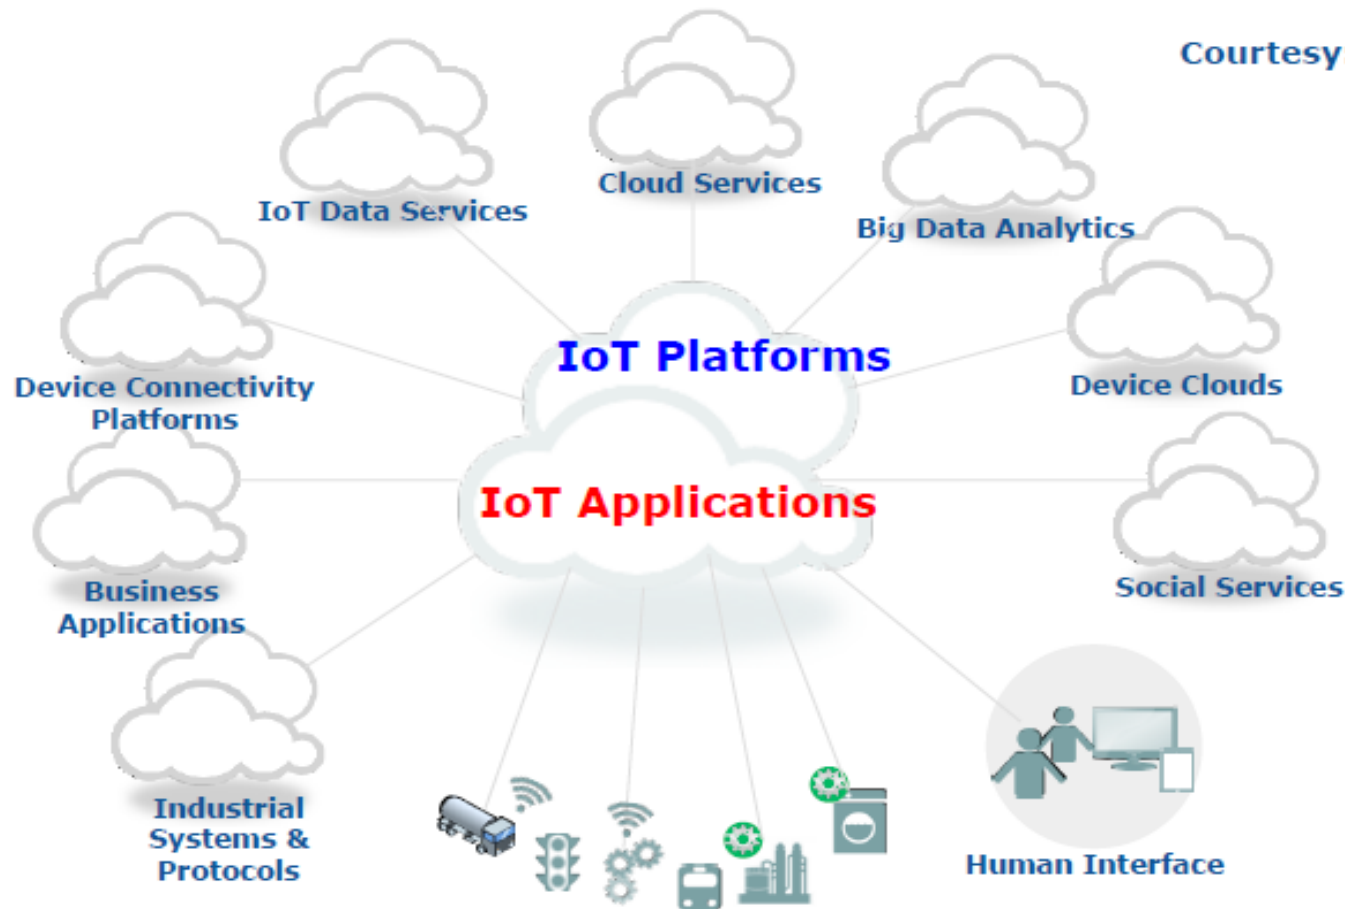 Courtesy:
Cloud Services
IoT Data Services
Big Data Analytics
IoT Platforms
Device Connectivity
Platforms
Device Clouds
IoT Applications
Business
Applications
Social Services
Industrial
Systems &
Protocols
Human Interface